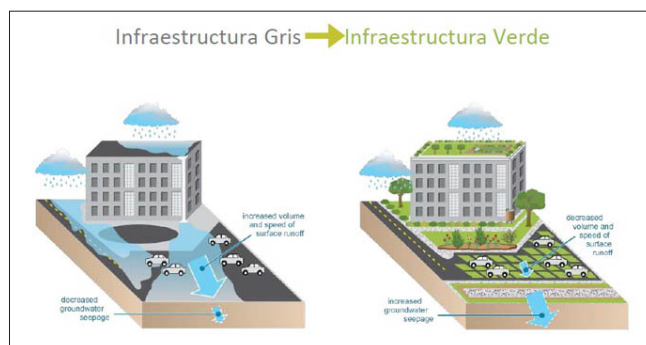 Infraestructura Gris
Infraestructura Verde
increased volume
and speed of
surface runoff
decreased
groundwater
seepage
decreased
volume and
speed of
surface
runoff
increased
groundwater
seepage